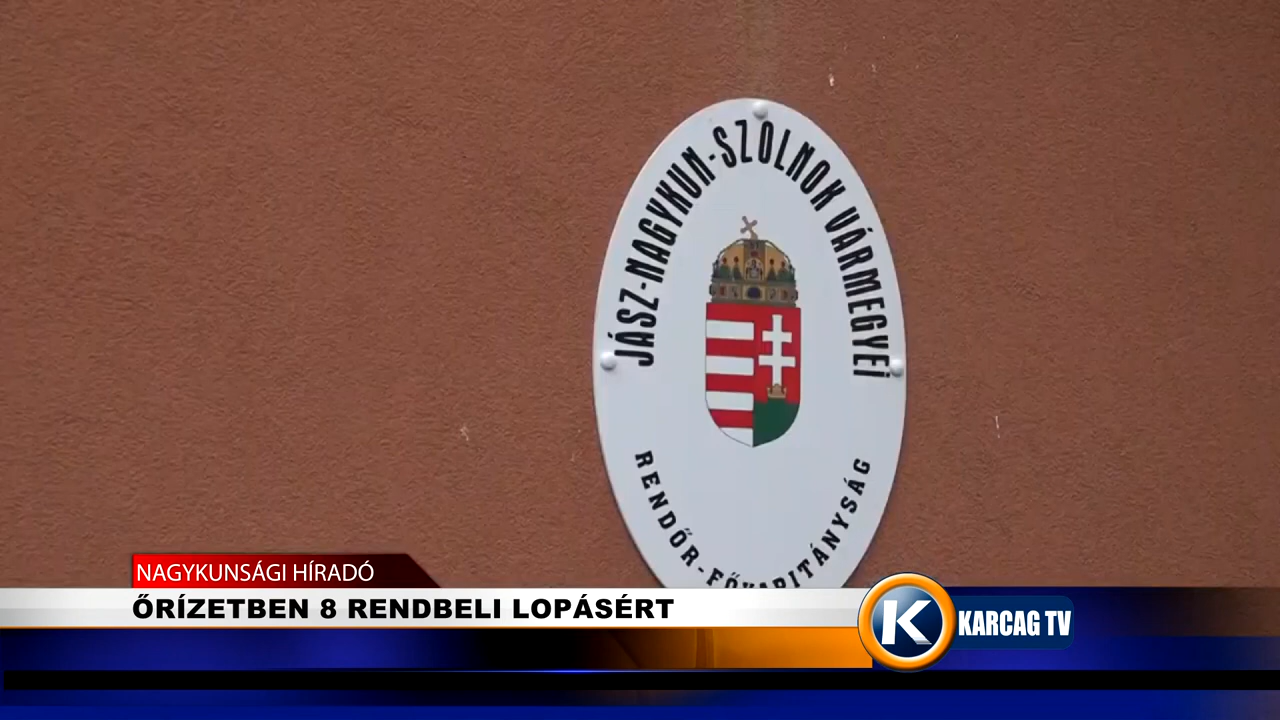 JÁSZ-NAGYKUN-SZOLNOK VÁRMEGYEI
RENDŐR-FŐKAPITÁNYSÁG
NAGYKUNSÁGI HÍRADÓ
ŐRÍZETBEN 8 RENDBELI LOPÁSÉRT
K KARCAG TV